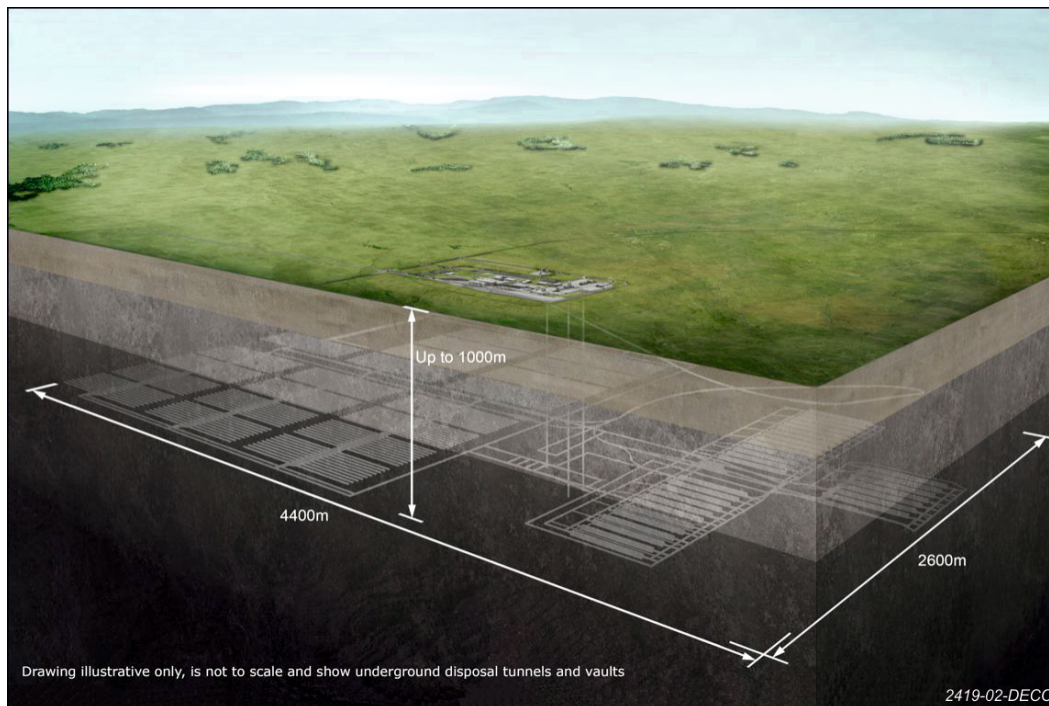 Up to 1000m
4400m
2600m
Drawing illustrative only, is not to scale and show underground disposal tunnels and vaults
2419-02-DECC